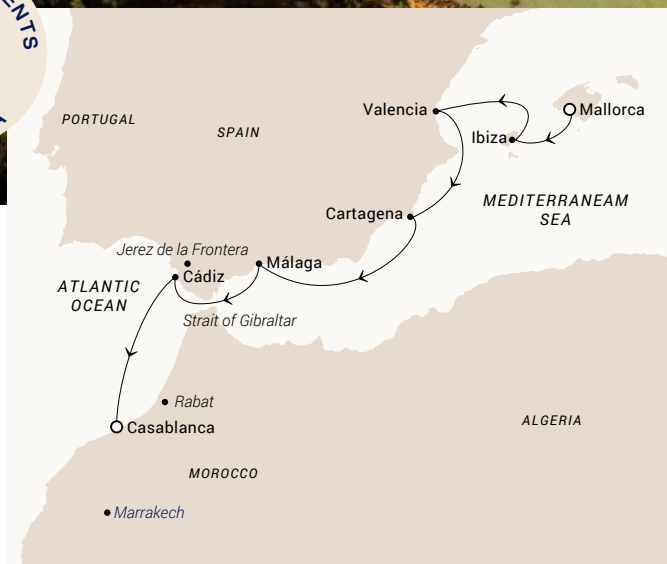 ENTS
PORTUGAL
SPAIN
Valencia
Mallorca
Ibiza
MEDITERRANEAM
SEA
Cartagena
Jerez de la Frontera
Málaga
Cádiz
ATLANTIC
OCEAN
Strait of Gibraltar
Rabat
Casablanca
ALGERIA
MOROCCO
Marrakech